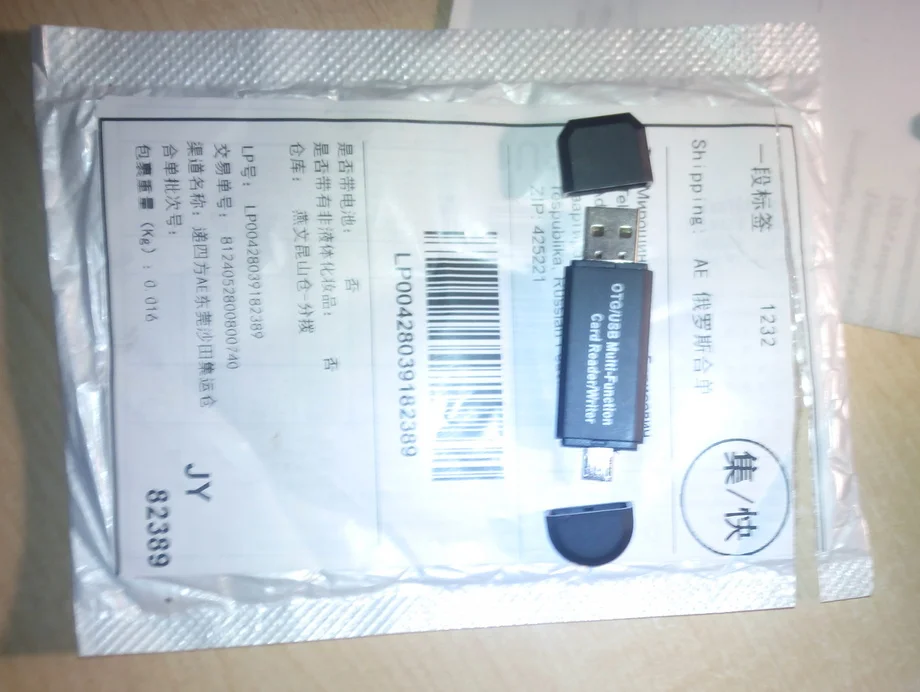 一段标签 1232
Shipping: AE 俄罗斯合单
集/快
ZIP: 425221
OTG/USB Multi-Function
Card Reader/Writer
LP00428039182389
是否带电池: 否
是否带有非液体化妆品: 否
仓库: 燕文昆山仓-分拨
LP号: LP00428039182389
交易单号: 8124052800800740
渠道名称: 递四方AE东莞沙田集运仓
合单批次号:
包裹重量 (Kg) : 0.016
JY
82389